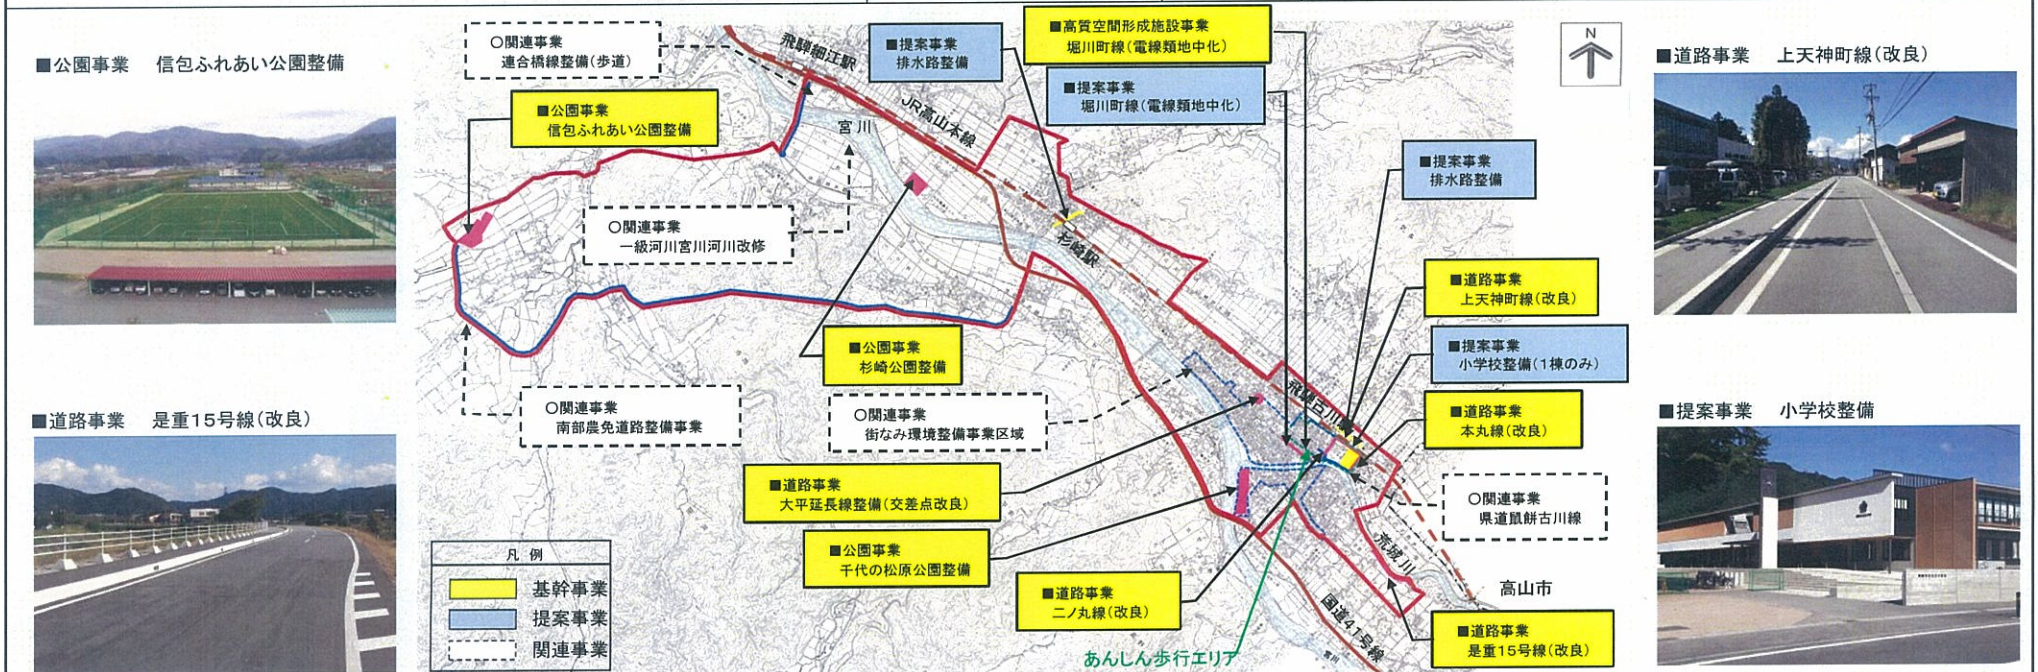 ■公園事業 信包ふれあい公園整備
■道路事業 是重15号線(改良)
○関連事業
連合橋線整備(歩道)
■公園事業
信包ふれあい公園整備
飛騨細江駅
■提案事業
排水路整備
■高質空間形成施設事業
堀川町線(電線類地中化)
■提案事業
堀川町線(電線類地中化)
JR高山本線
宮川
○関連事業
一級河川宮川河川改修
杉崎駅
■提案事業
排水路整備
■道路事業
上天神町線(改良)
■提案事業
小学校整備(1棟のみ)
■道路事業
本丸線(改良)
■公園事業
杉崎公園整備
○関連事業
南部農免道路整備事業
○関連事業
街なみ環境整備事業区域
飛騨古川駅
■道路事業
大平延長線整備(交差点改良)
■公園事業
千代の松原公園整備
■道路事業
二ノ丸線(改良)
○関連事業
県道鼠餅古川線
荒城川
高山市
国道41号線
宮川
■道路事業
是重15号線(改良)
あんしん歩行エリア
凡例
基幹事業
提案事業
関連事業
N
■道路事業 上天神町線(改良)
■提案事業 小学校整備